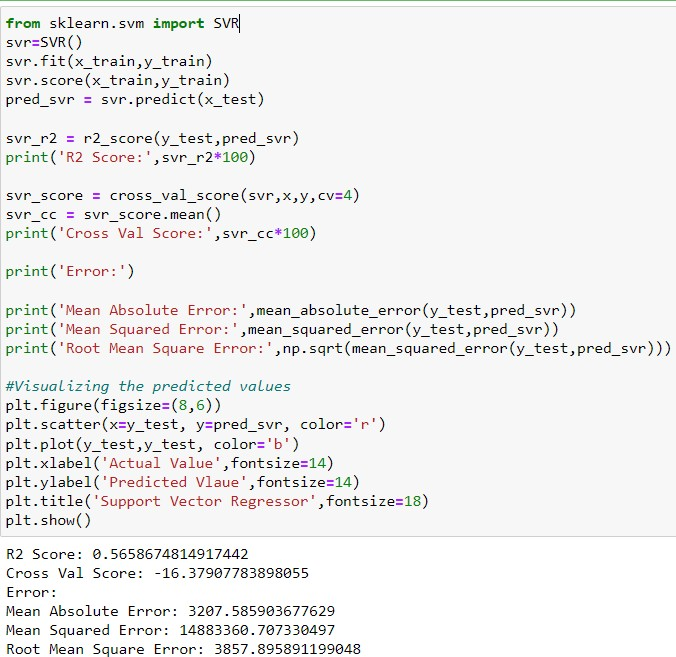 from sklearn.svm import SVR
svr=SVR()
svr.fit(x_train,y_train)
svr.score(x_train,y_train)
pred_svr = svr.predict(x_test)
svr_r2 = r2_score(y_test,pred_svr)
print('R2 Score:',svr_r2*100)
svr_score = cross_val_score(svr,x,y,cv=4)
svr_cc = svr_score.mean()
print('Cross Val Score:',svr_cc*100)
print('Error:')
print('Mean Absolute Error:',mean_absolute_error(y_test,pred_svr))
print('Mean Squared Error:',mean_squared_error(y_test,pred_svr))
print('Root Mean Square Error:',np.sqrt(mean_squared_error(y_test,pred_svr)))
#Visualizing the predicted values
plt.figure(figsize=(8,6))
plt.scatter(x=y_test, y=pred_svr, color='r')
plt.plot(y_test,y_test, color='b')
plt.xlabel('Actual Value',fontsize=14)
plt.ylabel('Predicted Vlaue',fontsize=14)
plt.title('Support Vector Regressor',fontsize=18)
plt.show()
R2 Score: 0.5658674814917442
Cross Val Score: -16.37907783898055
Error:
Mean Absolute Error: 3207.585903677629
Mean Squared Error: 14883360.707330497
Root Mean Square Error: 3857.895891199048